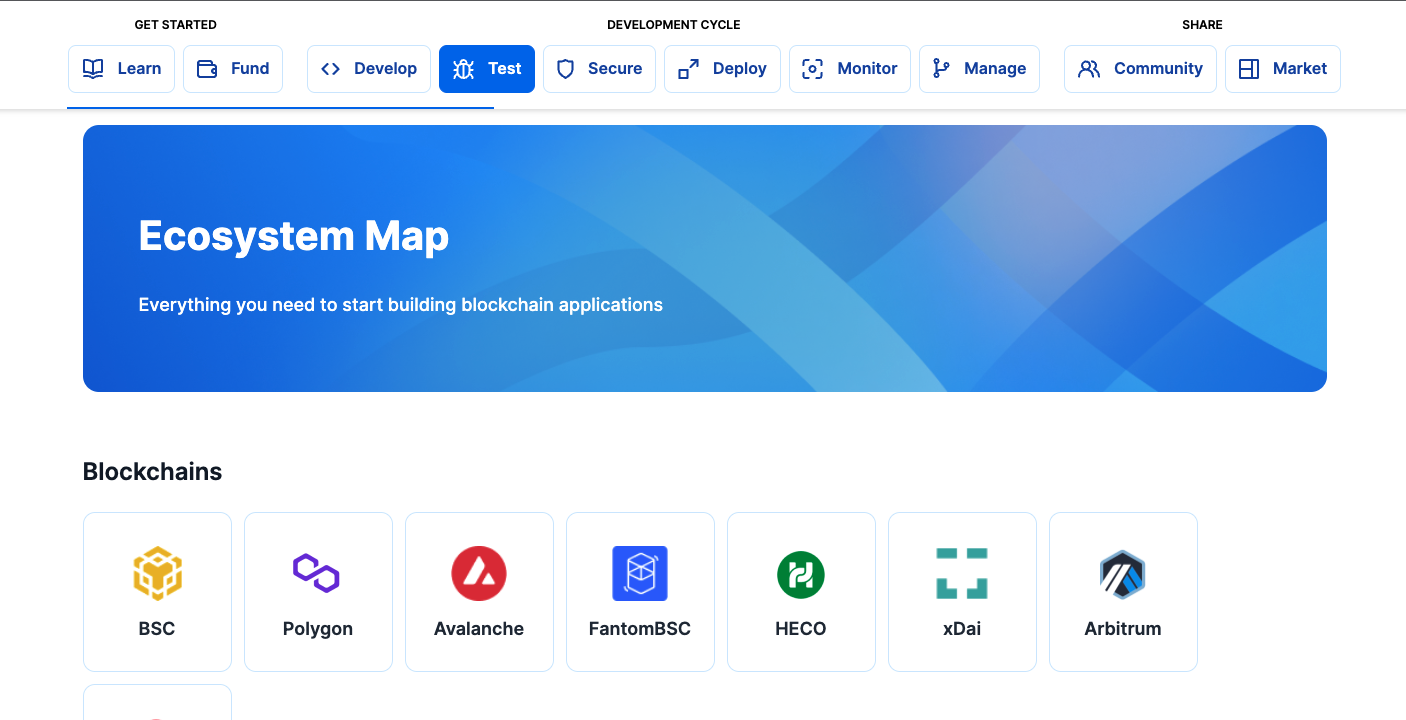 GET STARTED
DEVELOPMENT CYCLE
SHARE
Learn
Fund
Develop
Test
Secure
Deploy
Monitor
Manage
Community
Market
Ecosystem Map
Everything you need to start building blockchain applications
Blockchains
BSC
Polygon
Avalanche
FantomBSC
HECO
xDai
Arbitrum